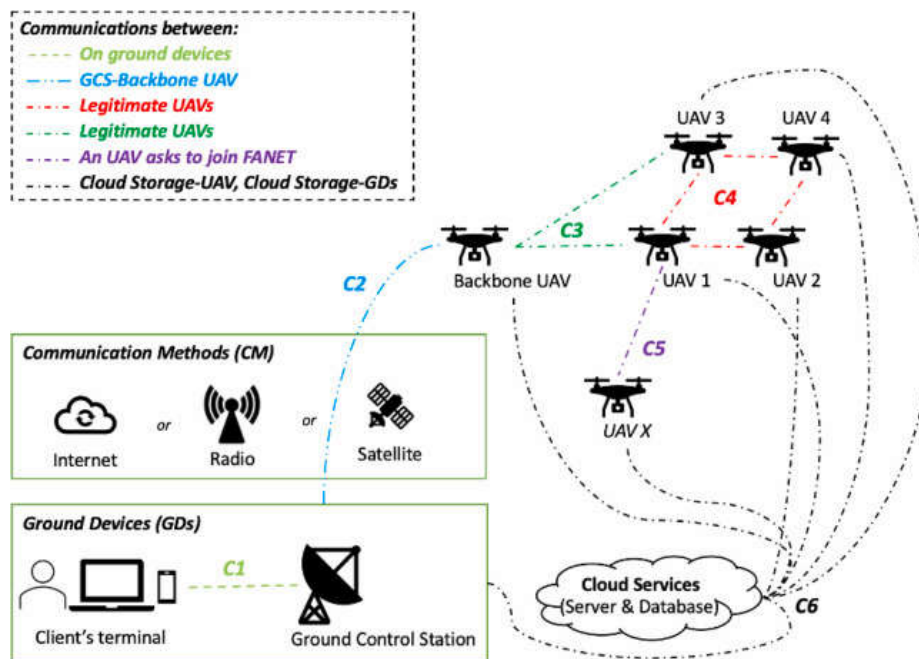 Communications between:
On ground devices
GCS-Backbone UAV
Legitimate UAVs
Legitimate UAVs
An UAV asks to join FANET
Cloud Storage-UAV, Cloud Storage-GDs
UAV 3
UAV 4
C4
C3
C2
Backbone UAV
UAV 1
UAV 2
C5
UAV X
Communication Methods (CM)
or
or
Internet
Radio
Satellite
Ground Devices (GDs)
C1
Client's terminal
Ground Control Station
Cloud Services
(Server & Database)
C6